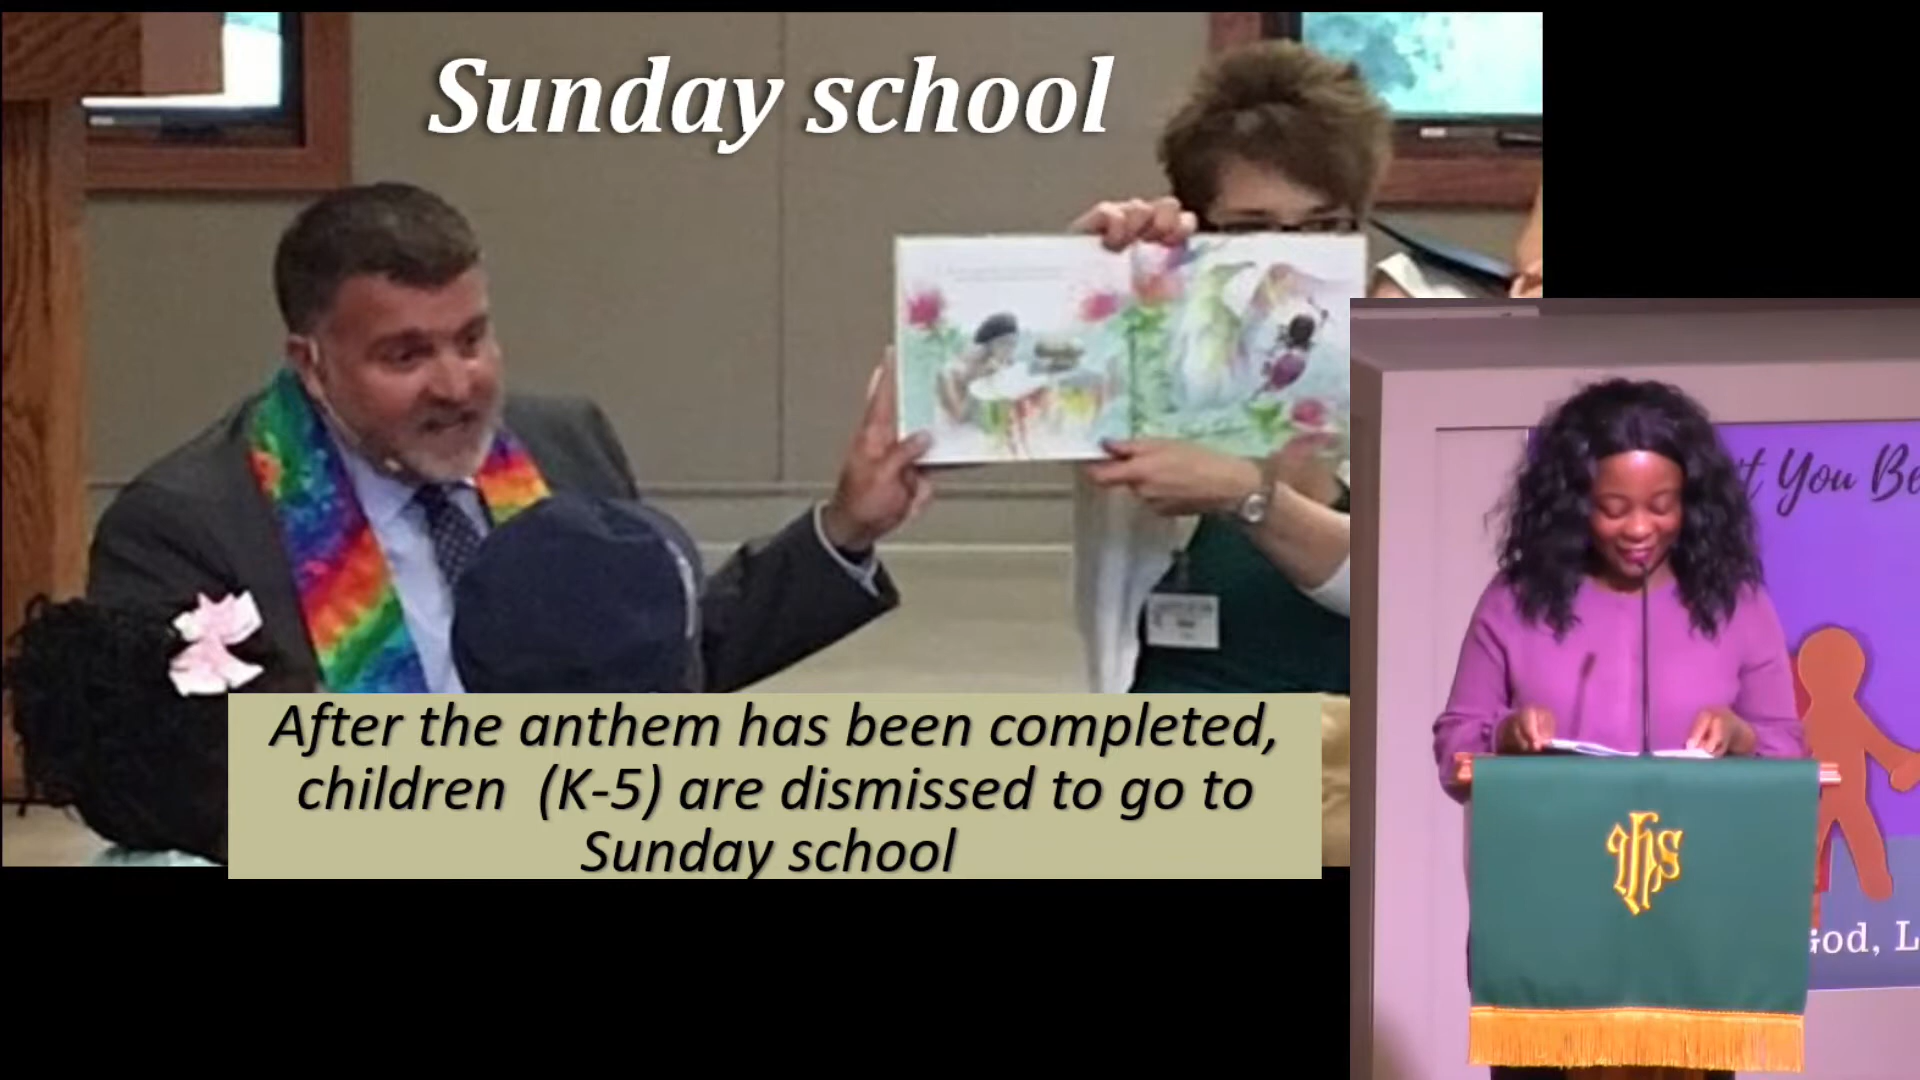 Sunday school
After the anthem has been completed,
children (K-5) are dismissed to go to
Sunday school
You Be
God, L
IHS